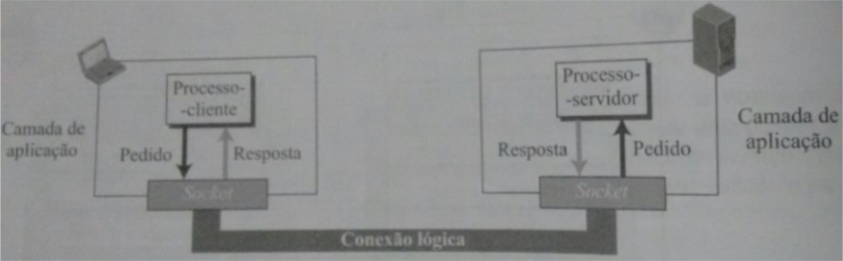 Processo-
-cliente
Camada de
aplicação
Pedido
Resposta
Socket
Processo-
-servidor
Camada de
aplicação
Resposta
Pedido
Socket
Conexão lógica